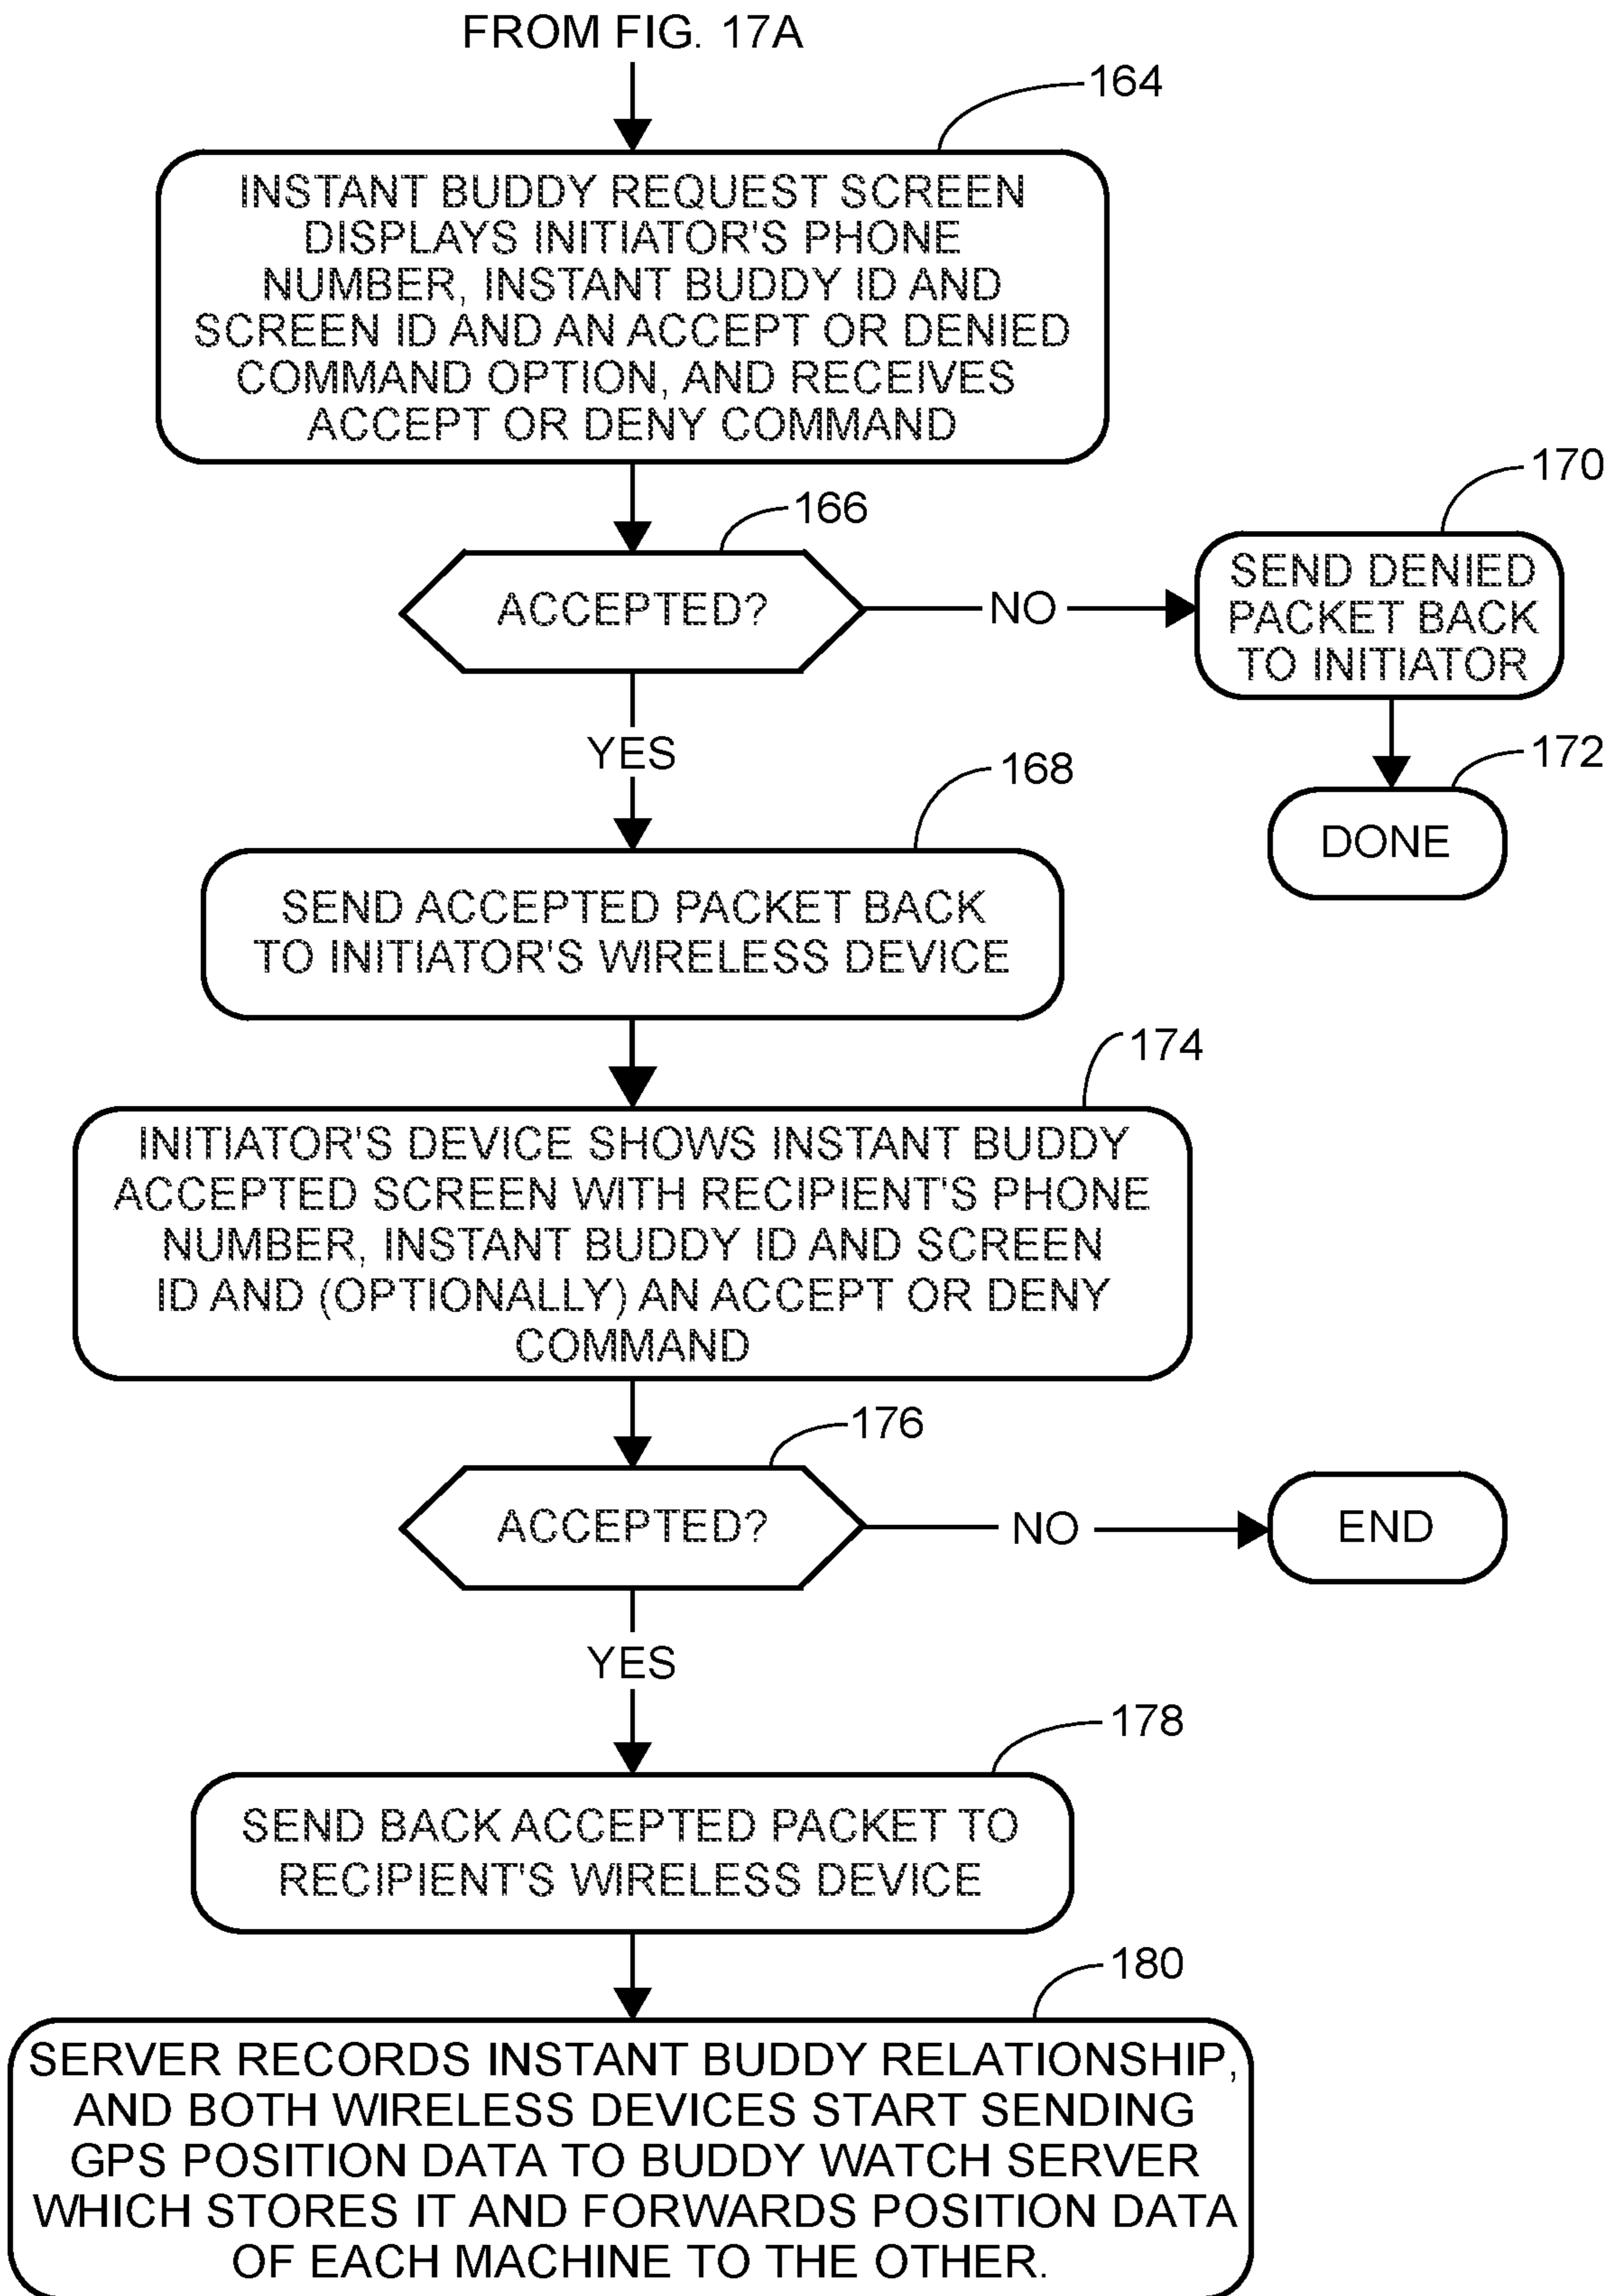 FROM FIG. 17A
164
INSTANT BUDDY REQUEST SCREEN
DISPLAYS INITIATOR'S PHONE
NUMBER, INSTANT BUDDY ID AND
SCREEN ID AND AN ACCEPT OR DENIED
COMMAND OPTION, AND RECEIVES
ACCEPT OR DENY COMMAND
166
ACCEPTED?
NO
170
SEND DENIED
PACKET BACK
TO INITIATOR
172
DONE
YES
168
SEND ACCEPTED PACKET BACK
TO INITIATOR'S WIRELESS DEVICE
174
INITIATOR'S DEVICE SHOWS INSTANT BUDDY
ACCEPTED SCREEN WITH RECIPIENT'S PHONE
NUMBER, INSTANT BUDDY ID AND SCREEN
ID AND (OPTIONALLY) AN ACCEPT OR DENY
COMMAND
176
ACCEPTED?
NO
END
YES
178
SEND BACK ACCEPTED PACKET TO
RECIPIENT'S WIRELESS DEVICE
180
SERVER RECORDS INSTANT BUDDY RELATIONSHIP,
AND BOTH WIRELESS DEVICES START SENDING
GPS POSITION DATA TO BUDDY WATCH SERVER
WHICH STORES IT AND FORWARDS POSITION DATA
OF EACH MACHINE TO THE OTHER.